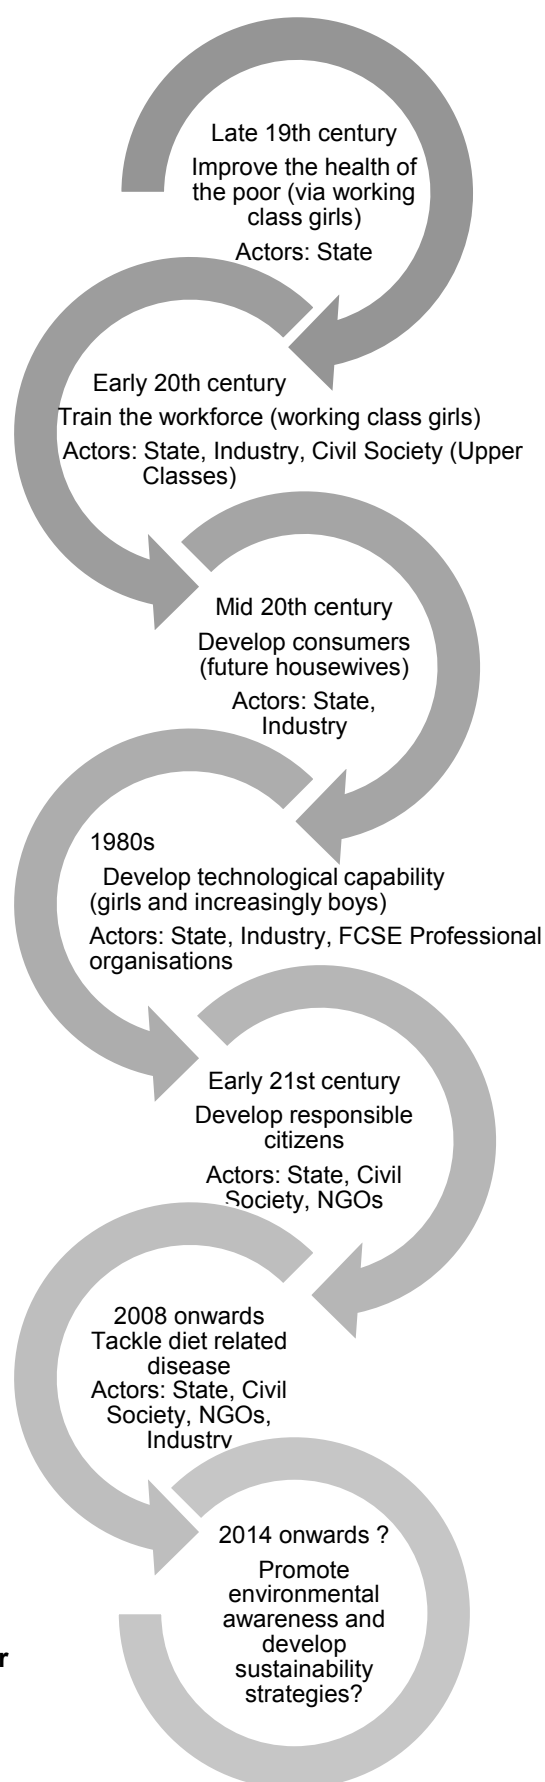 Late 19th century
Improve the health of
the poor (via working
class girls)
Actors: State
Early 20th century
Train the workforce (working class girls)
Actors: State, Industry, Civil Society (Upper
Classes)
Mid 20th century
Develop consumers
(future housewives)
Actors: State,
Industry
1980s
Develop technological capability
(girls and increasingly boys)
Actors: State, Industry, FCSE Professional
organisations
Early 21st century
Develop responsible
citizens
Actors: State, Civil
Society, NGOs
2008 onwards
Tackle diet related
disease
Actors: State, Civil
Society, NGOs,
Industry
2014 onwards ?
Promote
environmental
awareness and
develop
sustainability
strategies?